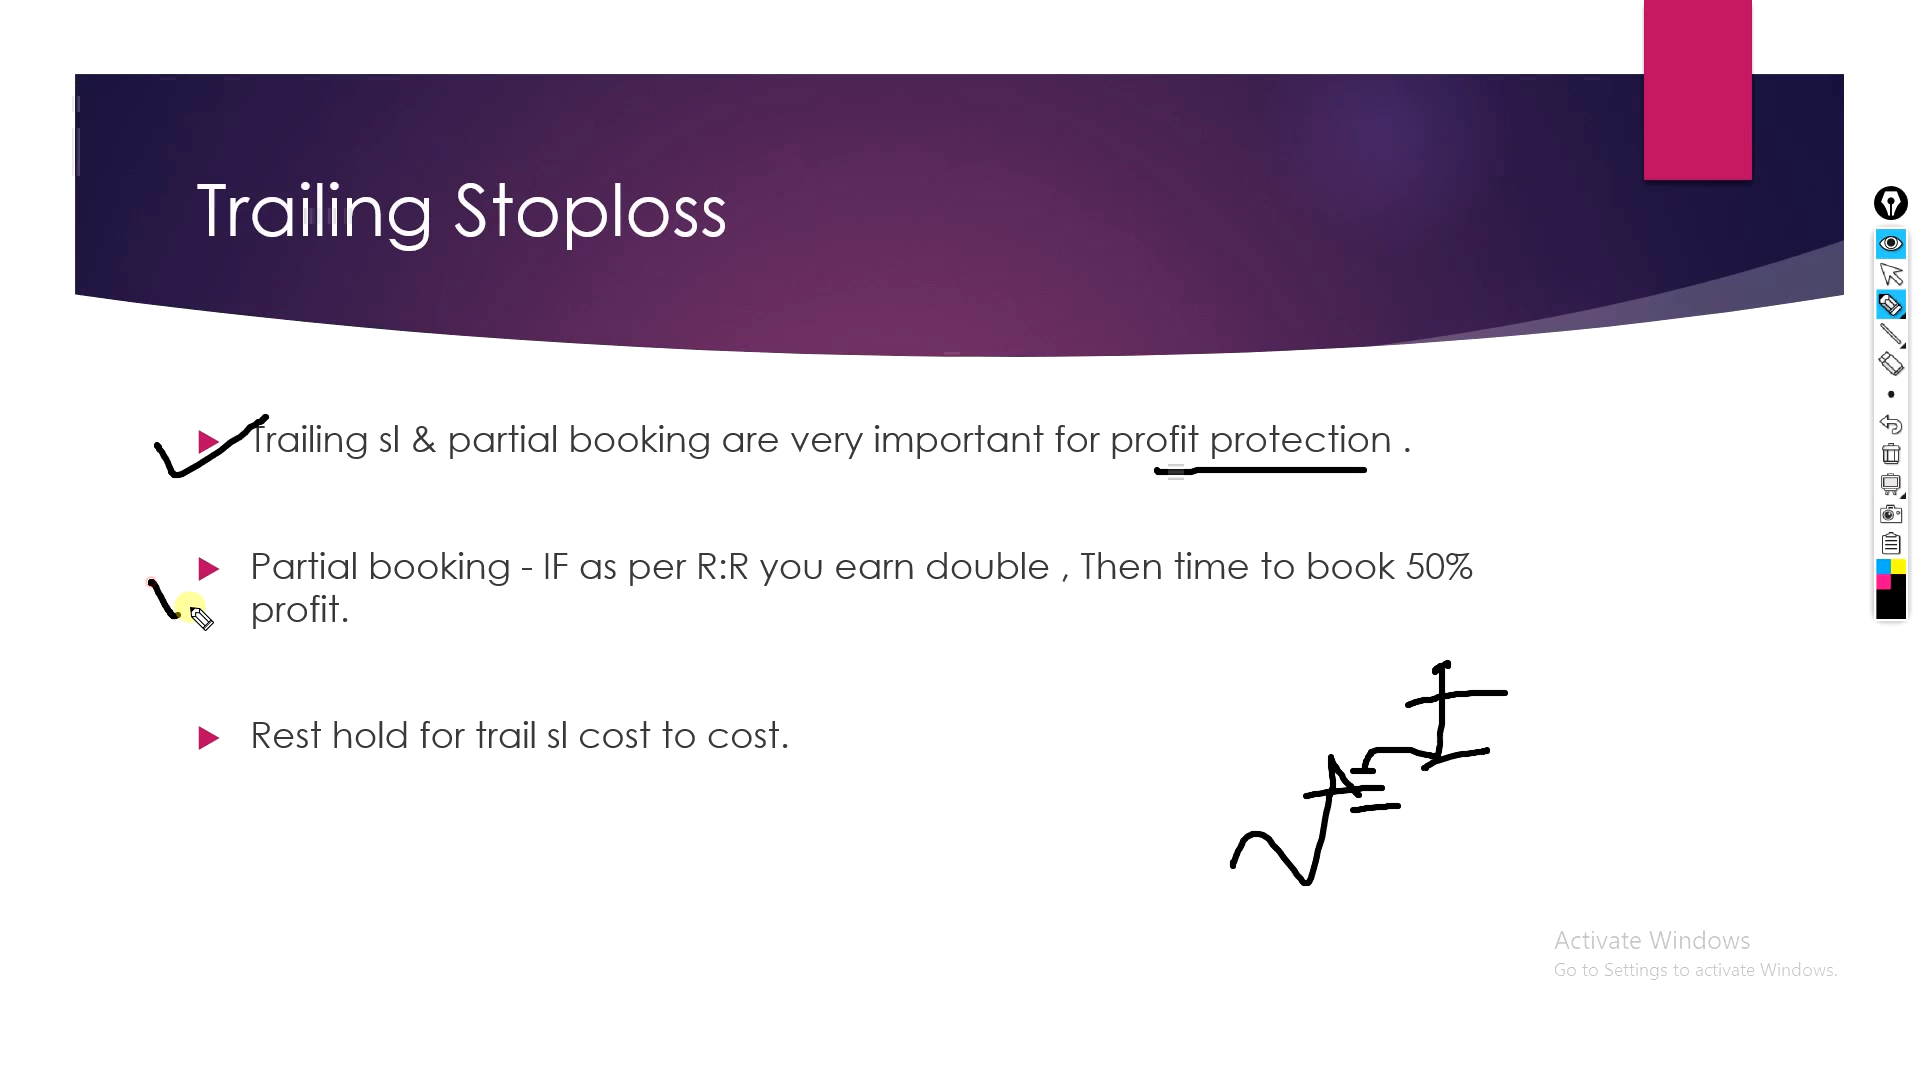 Trailing Stoploss
Trailing sl & partial booking are very important for profit protection .
Partial booking - IF as per R:R you earn double , Then time to book 50%
profit.
Rest hold for trail sl cost to cost.
Activate Windows
Go to Settings to activate Windows.